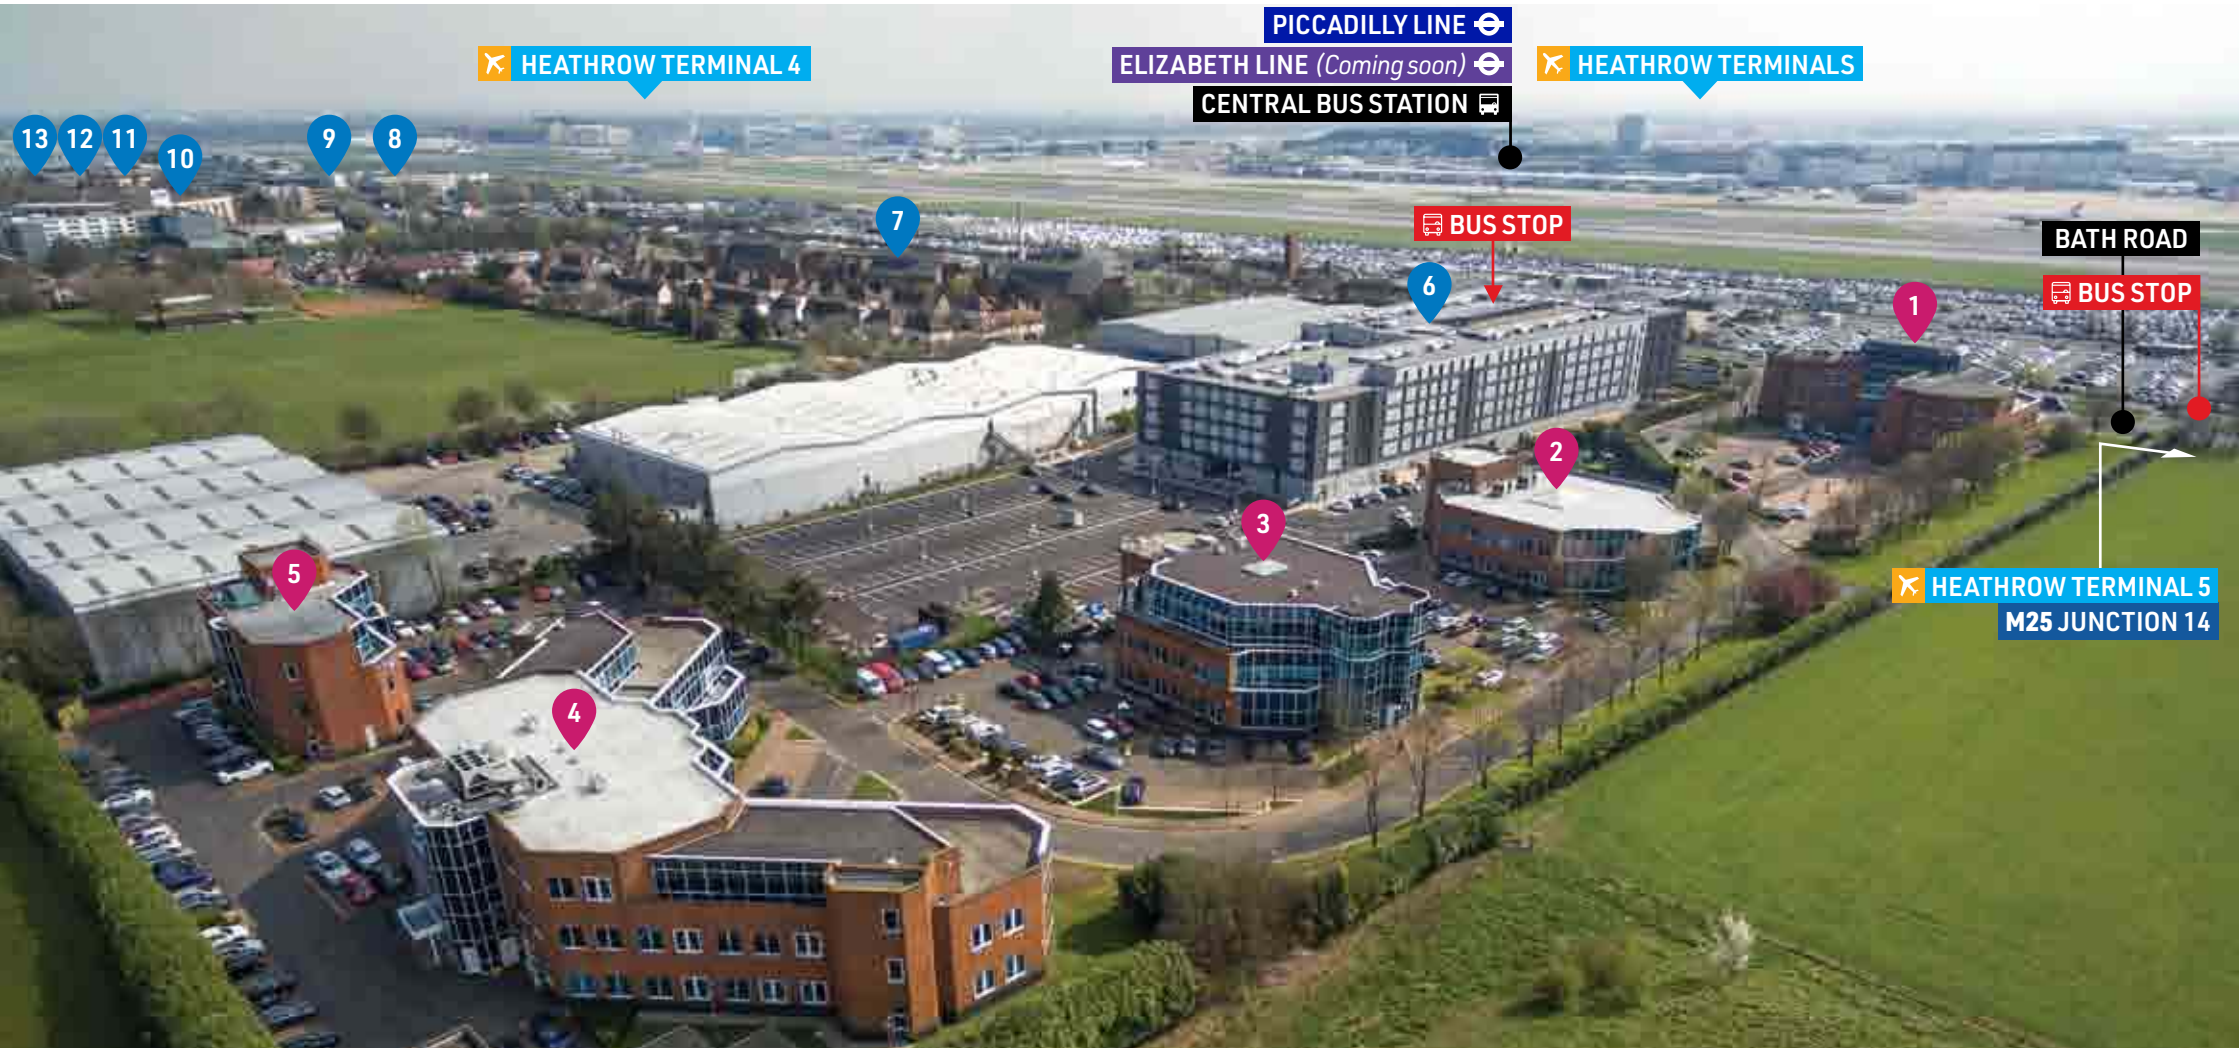 PICCADILLY LINE
HEATHROW TERMINAL 4
ELIZABETH LINE (Coming soon)
HEATHROW TERMINALS
CENTRAL BUS STATION
13
12
11
10
9
8
7
BUS STOP
BATH ROAD
6
BUS STOP
1
2
3
5
HEATHROW TERMINAL 5
M25 JUNCTION 14
4